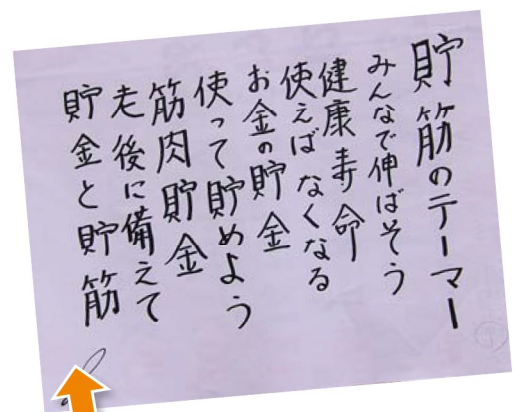 貯筋のテーマー
みんなで伸ばそう
健康寿命
使えばなくなる
お金の貯金
使って貯めよう
筋肉貯金
老後に備えて
貯金と貯筋